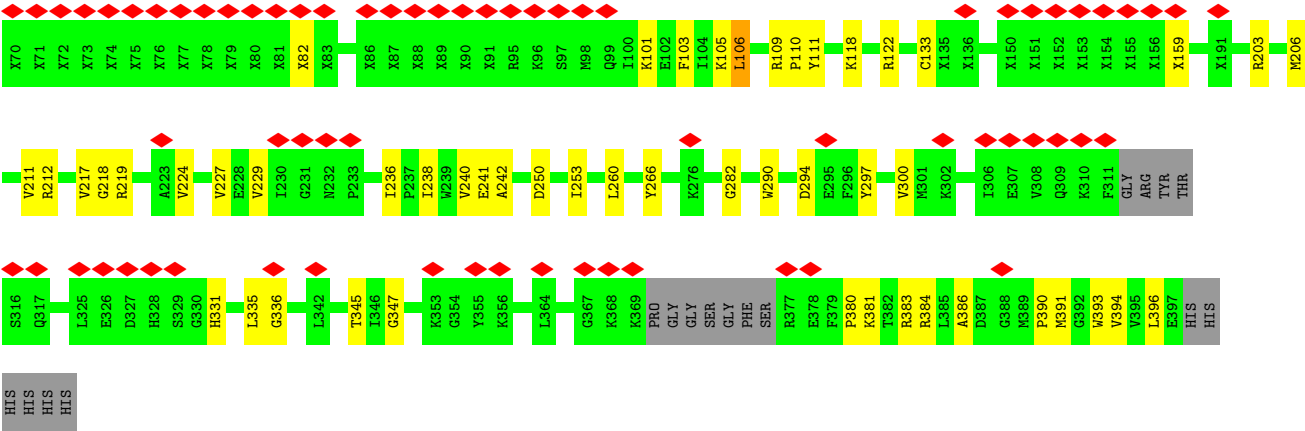 X70 X71 X72 X73 X74 X75 X76 X77 X78 X79 X80 X81 X82 X83 X86 X87 X88 X89 X90 X91 R95 K96 S97 M98 Q99 I100 K101 E102 F103 I104 K105 L106 R109 P110 Y111 K118 R122 C133 X135 X136 X150 X151 X152 X153 X154 X155 X156 X159 X191 R203 M206
V211 R212 V217 G218 R219 A223 V224 V227 E228 V229 I230 G231 N232 P233 I236 P237 I238 W239 V240 E241 A242 D250 I253 L260 Y266 K276 G282 W290 D294 E295 F296 Y297 V300 M301 K302 I306 E307 V308 Q309 K310 F311 GLY ARG TYR THR
S316 Q317 L325 E326 D327 H328 S329 G330 H331 L335 G336 L342 T345 I346 G347 K353 G354 Y355 K356 L364 G367 K368 K369 PRO GLY GLY SER GLY PHE SER R377 E378 F379 P380 K381 T382 R383 R384 L385 A386 D387 G388 M389 P390 M391 G392 W393 V394 V395 L396 E397 HIS HIS
HIS HIS HIS HIS